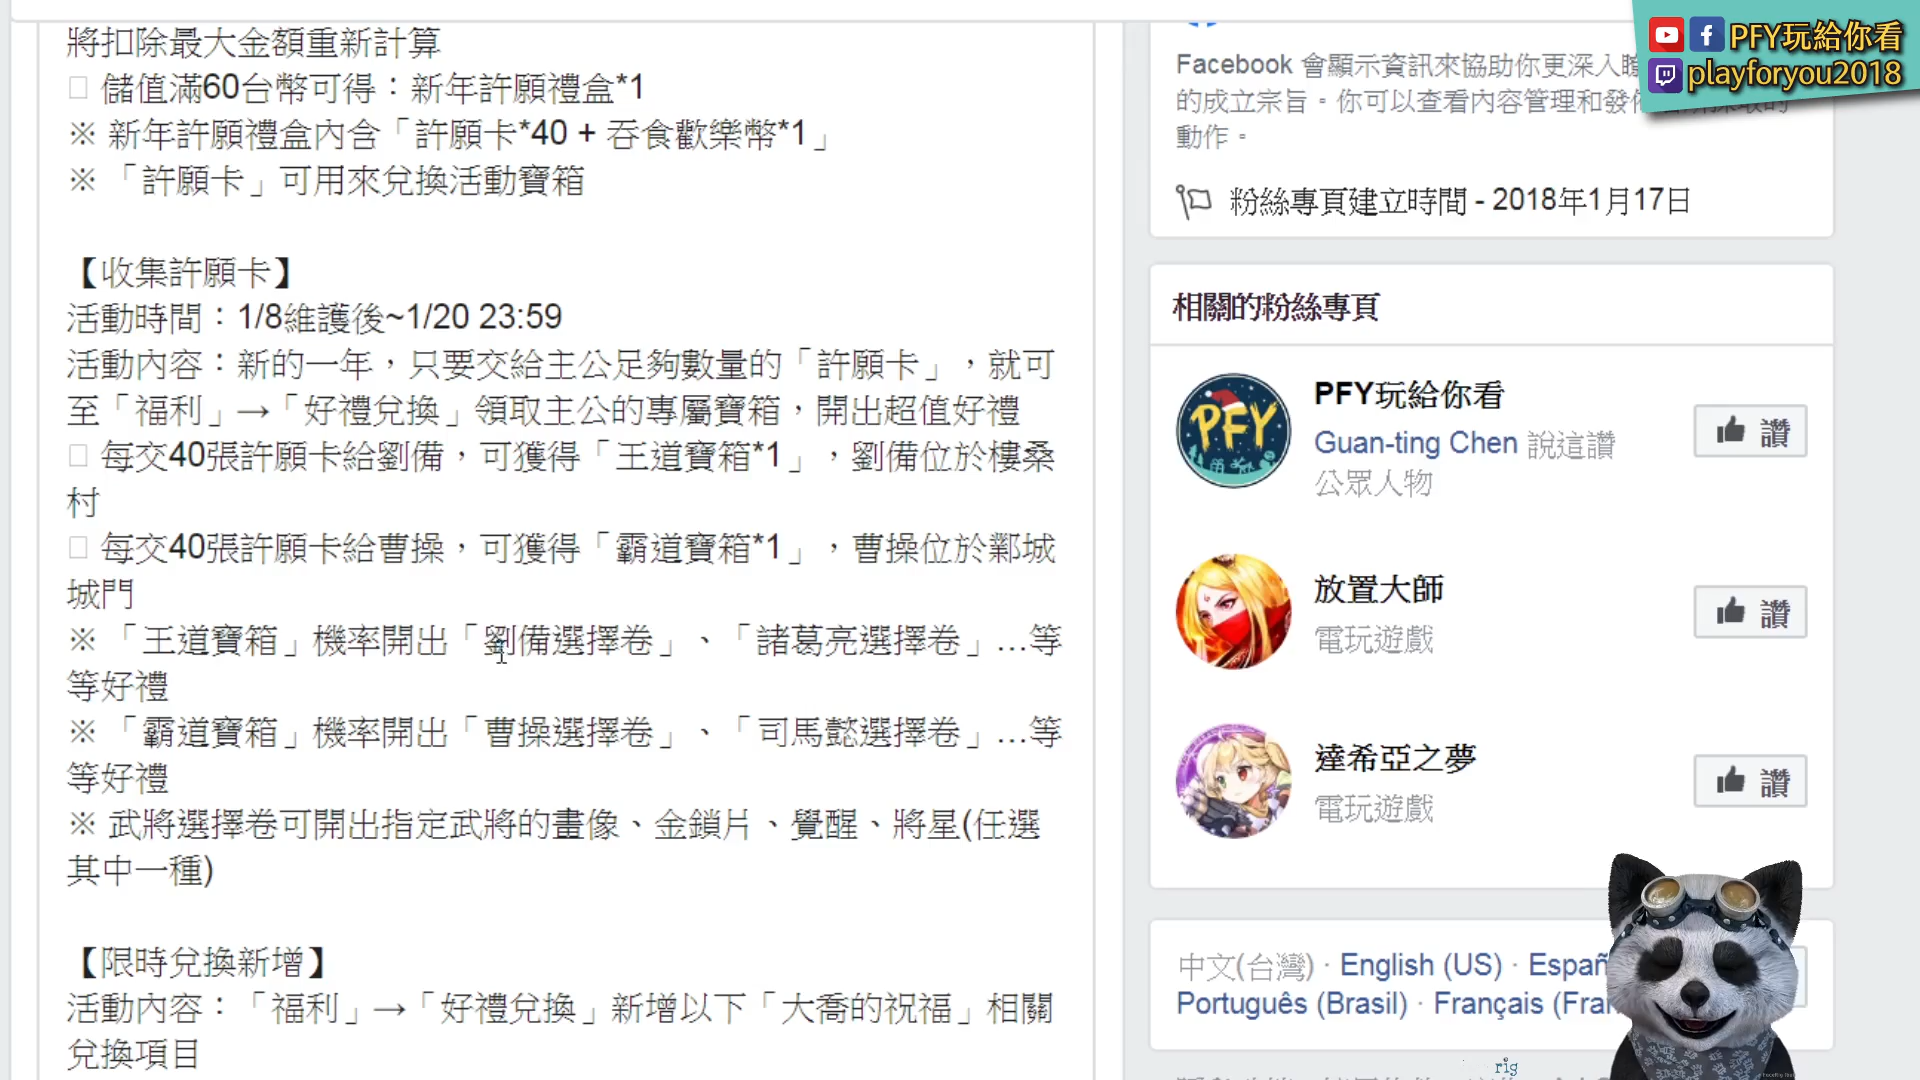 將扣除最大金額重新計算
儲值滿60台幣可得：新年許願禮盒*1
※ 新年許願禮盒內含「許願卡*40 + 吞食歡樂幣*1」
※ 「許願卡」可用來兌換活動寶箱
【收集許願卡】
活動時間：1/8維護後~1/20 23:59
活動內容：新的一年，只要交給主公足夠數量的「許願卡」，就可
至「福利」→「好禮兌換」領取主公的專屬寶箱，開出超值好禮
每交40張許願卡給劉備，可獲得「王道寶箱*1」，劉備位於樓桑
村
每交40張許願卡給曹操，可獲得「霸道寶箱*1」，曹操位於鄴城
城門
※ 「王道寶箱」機率開出「劉備選擇卷」、「諸葛亮選擇卷」...等
等好禮
※ 「霸道寶箱」機率開出「曹操選擇卷」、「司馬懿選擇卷」...等
等好禮
※ 武將選擇卷可開出指定武將的畫像、金鎖片、覺醒、將星(任選
其中一種)
【限時兌換新增】
活動內容：「福利」→「好禮兌換」新增以下「大喬的祝福」相關
兌換項目
PFY玩給你看
playforyou2018
Facebook 會顯示資訊來協助你更深入
的成立宗旨。你可以查看內容管理和發
動作。
粉絲專頁建立時間 - 2018年1月17日
相關的粉絲專頁
PFY
PFY玩給你看
Guan-ting Chen 說這讚
公眾人物
讚
放置大師
電玩遊戲
讚
達希亞之夢
電玩遊戲
讚
中文(台灣) · English (US) · Españ
Português (Brasil) · Français (Fra
rig